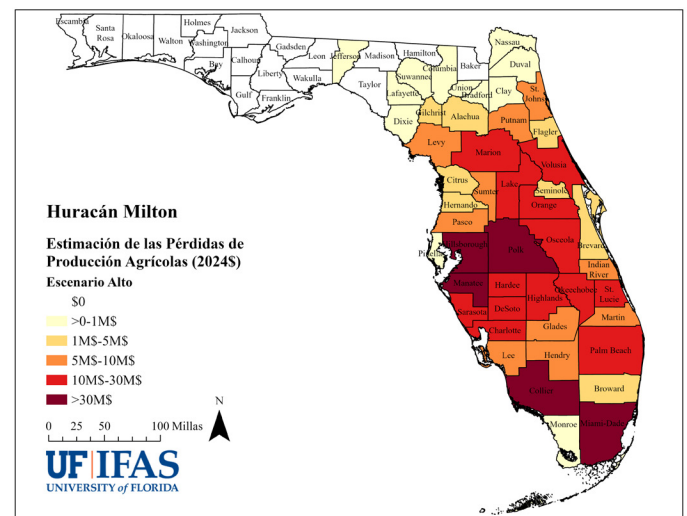 Escambia
Santa
Rosa
Okaloosa
Walton
Holmes
Washington
Bay
Jackson
Calhoun
Gulf
Liberty
Gadsden
Franklin
Leon
Wakulla
Jefferson
Madison
Taylor
Hamilton
Suwannee
Lafayette
Dixie
Columbia
Gilchrist
Baker
Union
Bradford
Nassau
Duval
Clay
St.
Johns
Alachua
Putnam
Flagler
Levy
Marion
Volusia
Citrus
Sumter
Lake
Seminole
Hernando
Orange
Pasco
Pinellas
Hillsborough
Polk
Osceola
Brevard
Indian
River
Manatee
Hardee
Highlands
Okeechobee
St.
Lucie
Sarasota
DeSoto
Martin
Charlotte
Glades
Lee
Hendry
Palm Beach
Collier
Broward
Monroe
Miami-Dade
Huracán Milton
Estimación de las Pérdidas de
Producción Agrícolas (2024$)
Escenario Alto
$0
>0-1M$
1M$-5M$
5M$-10M$
10M$-30M$
>30M$
N
0 25 50 100 Millas
UF|IFAS
UNIVERSITY of FLORIDA